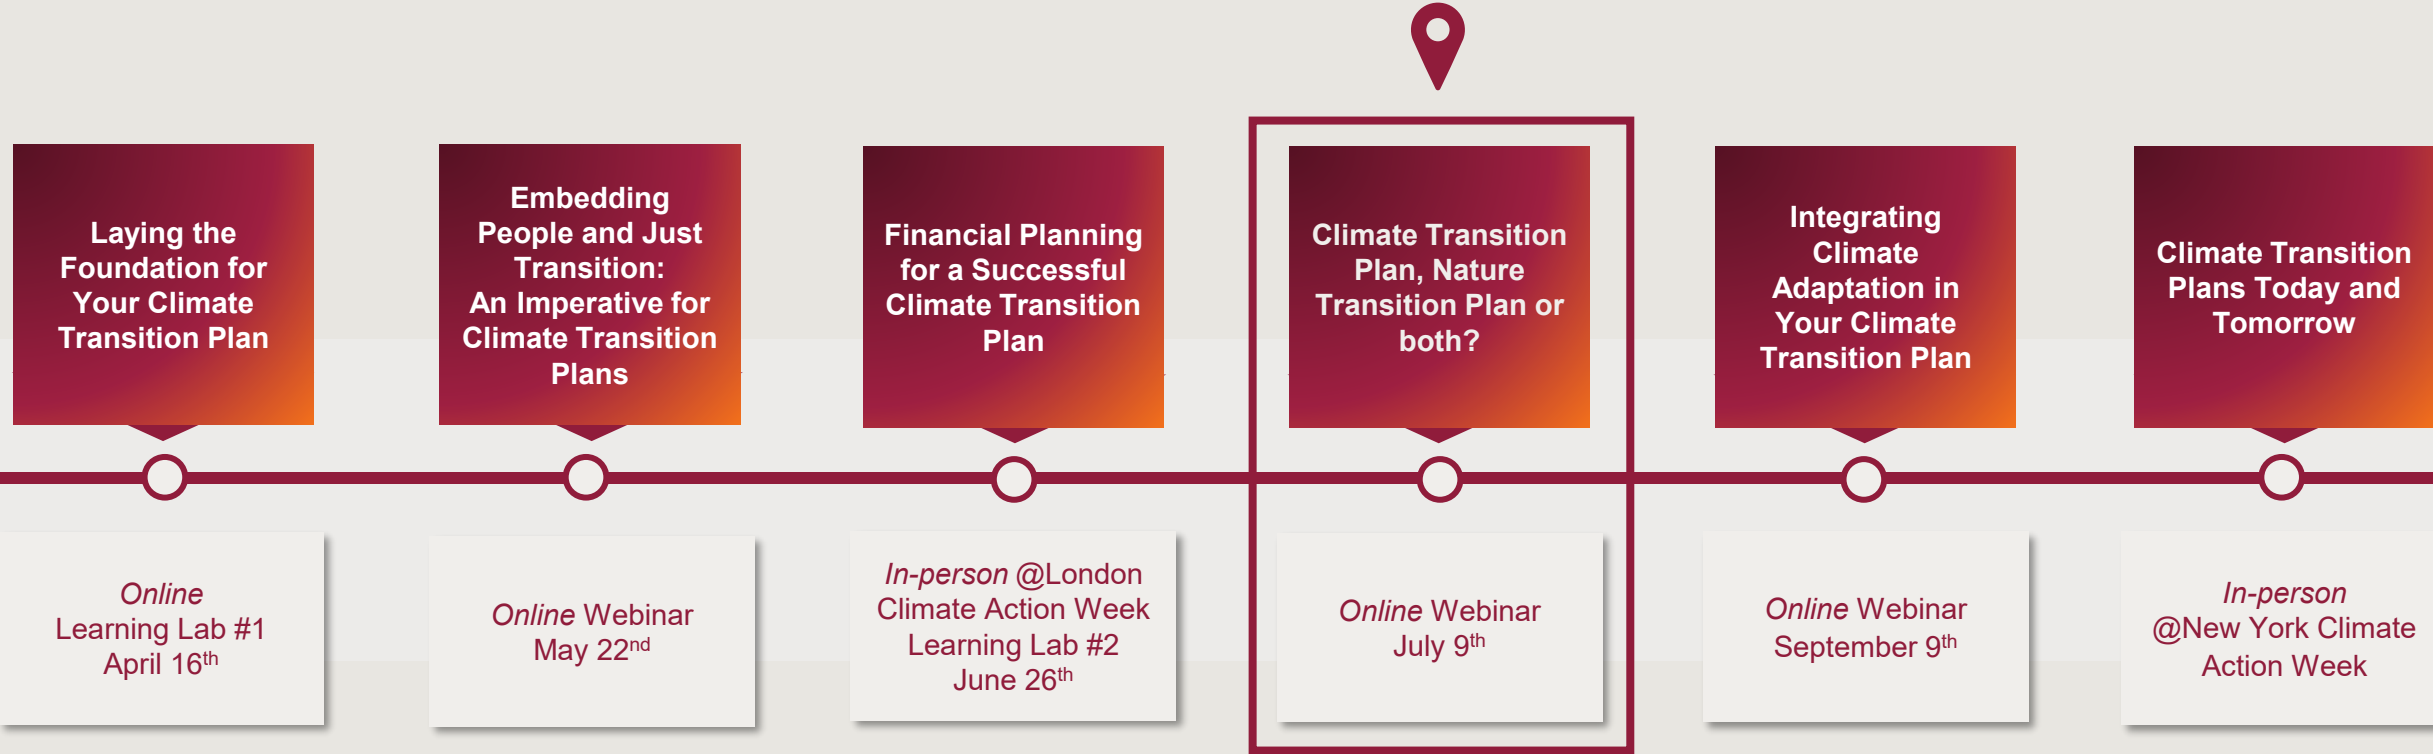 Laying the
Foundation for
Your Climate
Transition Plan
Embedding
People and Just
Transition:
An Imperative for
Climate Transition
Plans
Financial Planning
for a Successful
Climate Transition
Plan
Climate Transition
Plan, Nature
Transition Plan or
both?
Integrating
Climate
Adaptation in
Your Climate
Transition Plan
Climate Transition
Plans Today and
Tomorrow
Online
Learning Lab #1
April 16th
Online Webinar
May 22nd
In-person @London
Climate Action Week
Learning Lab #2
June 26th
Online Webinar
July 9th
Online Webinar
September 9th
In-person
@New York Climate
Action Week